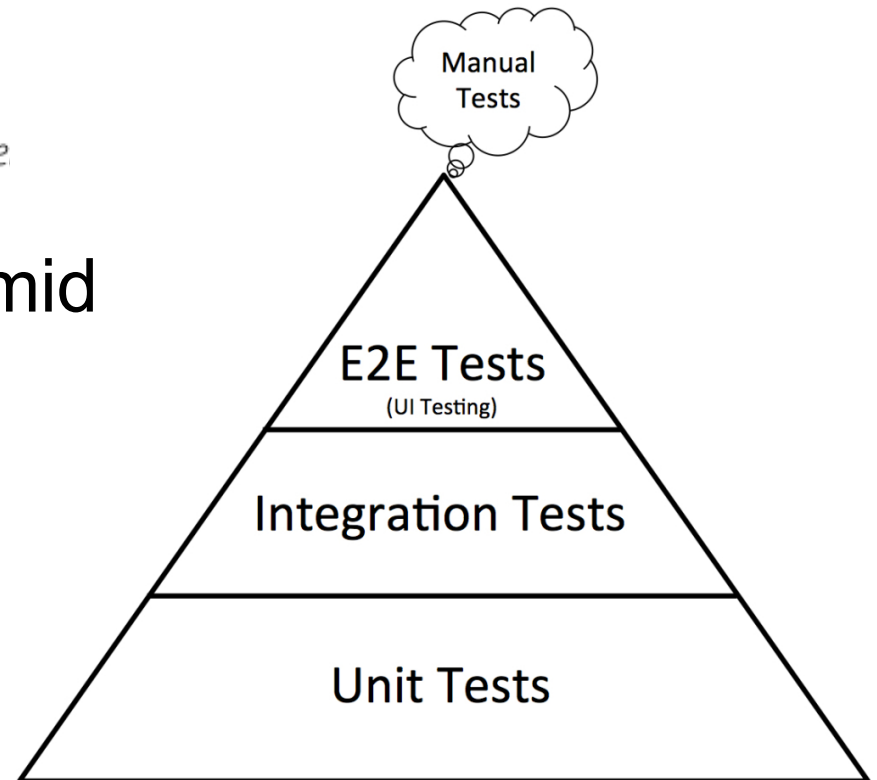 Manual
Tests
e
mid
E2E Tests
(UI Testing)
Integration Tests
Unit Tests